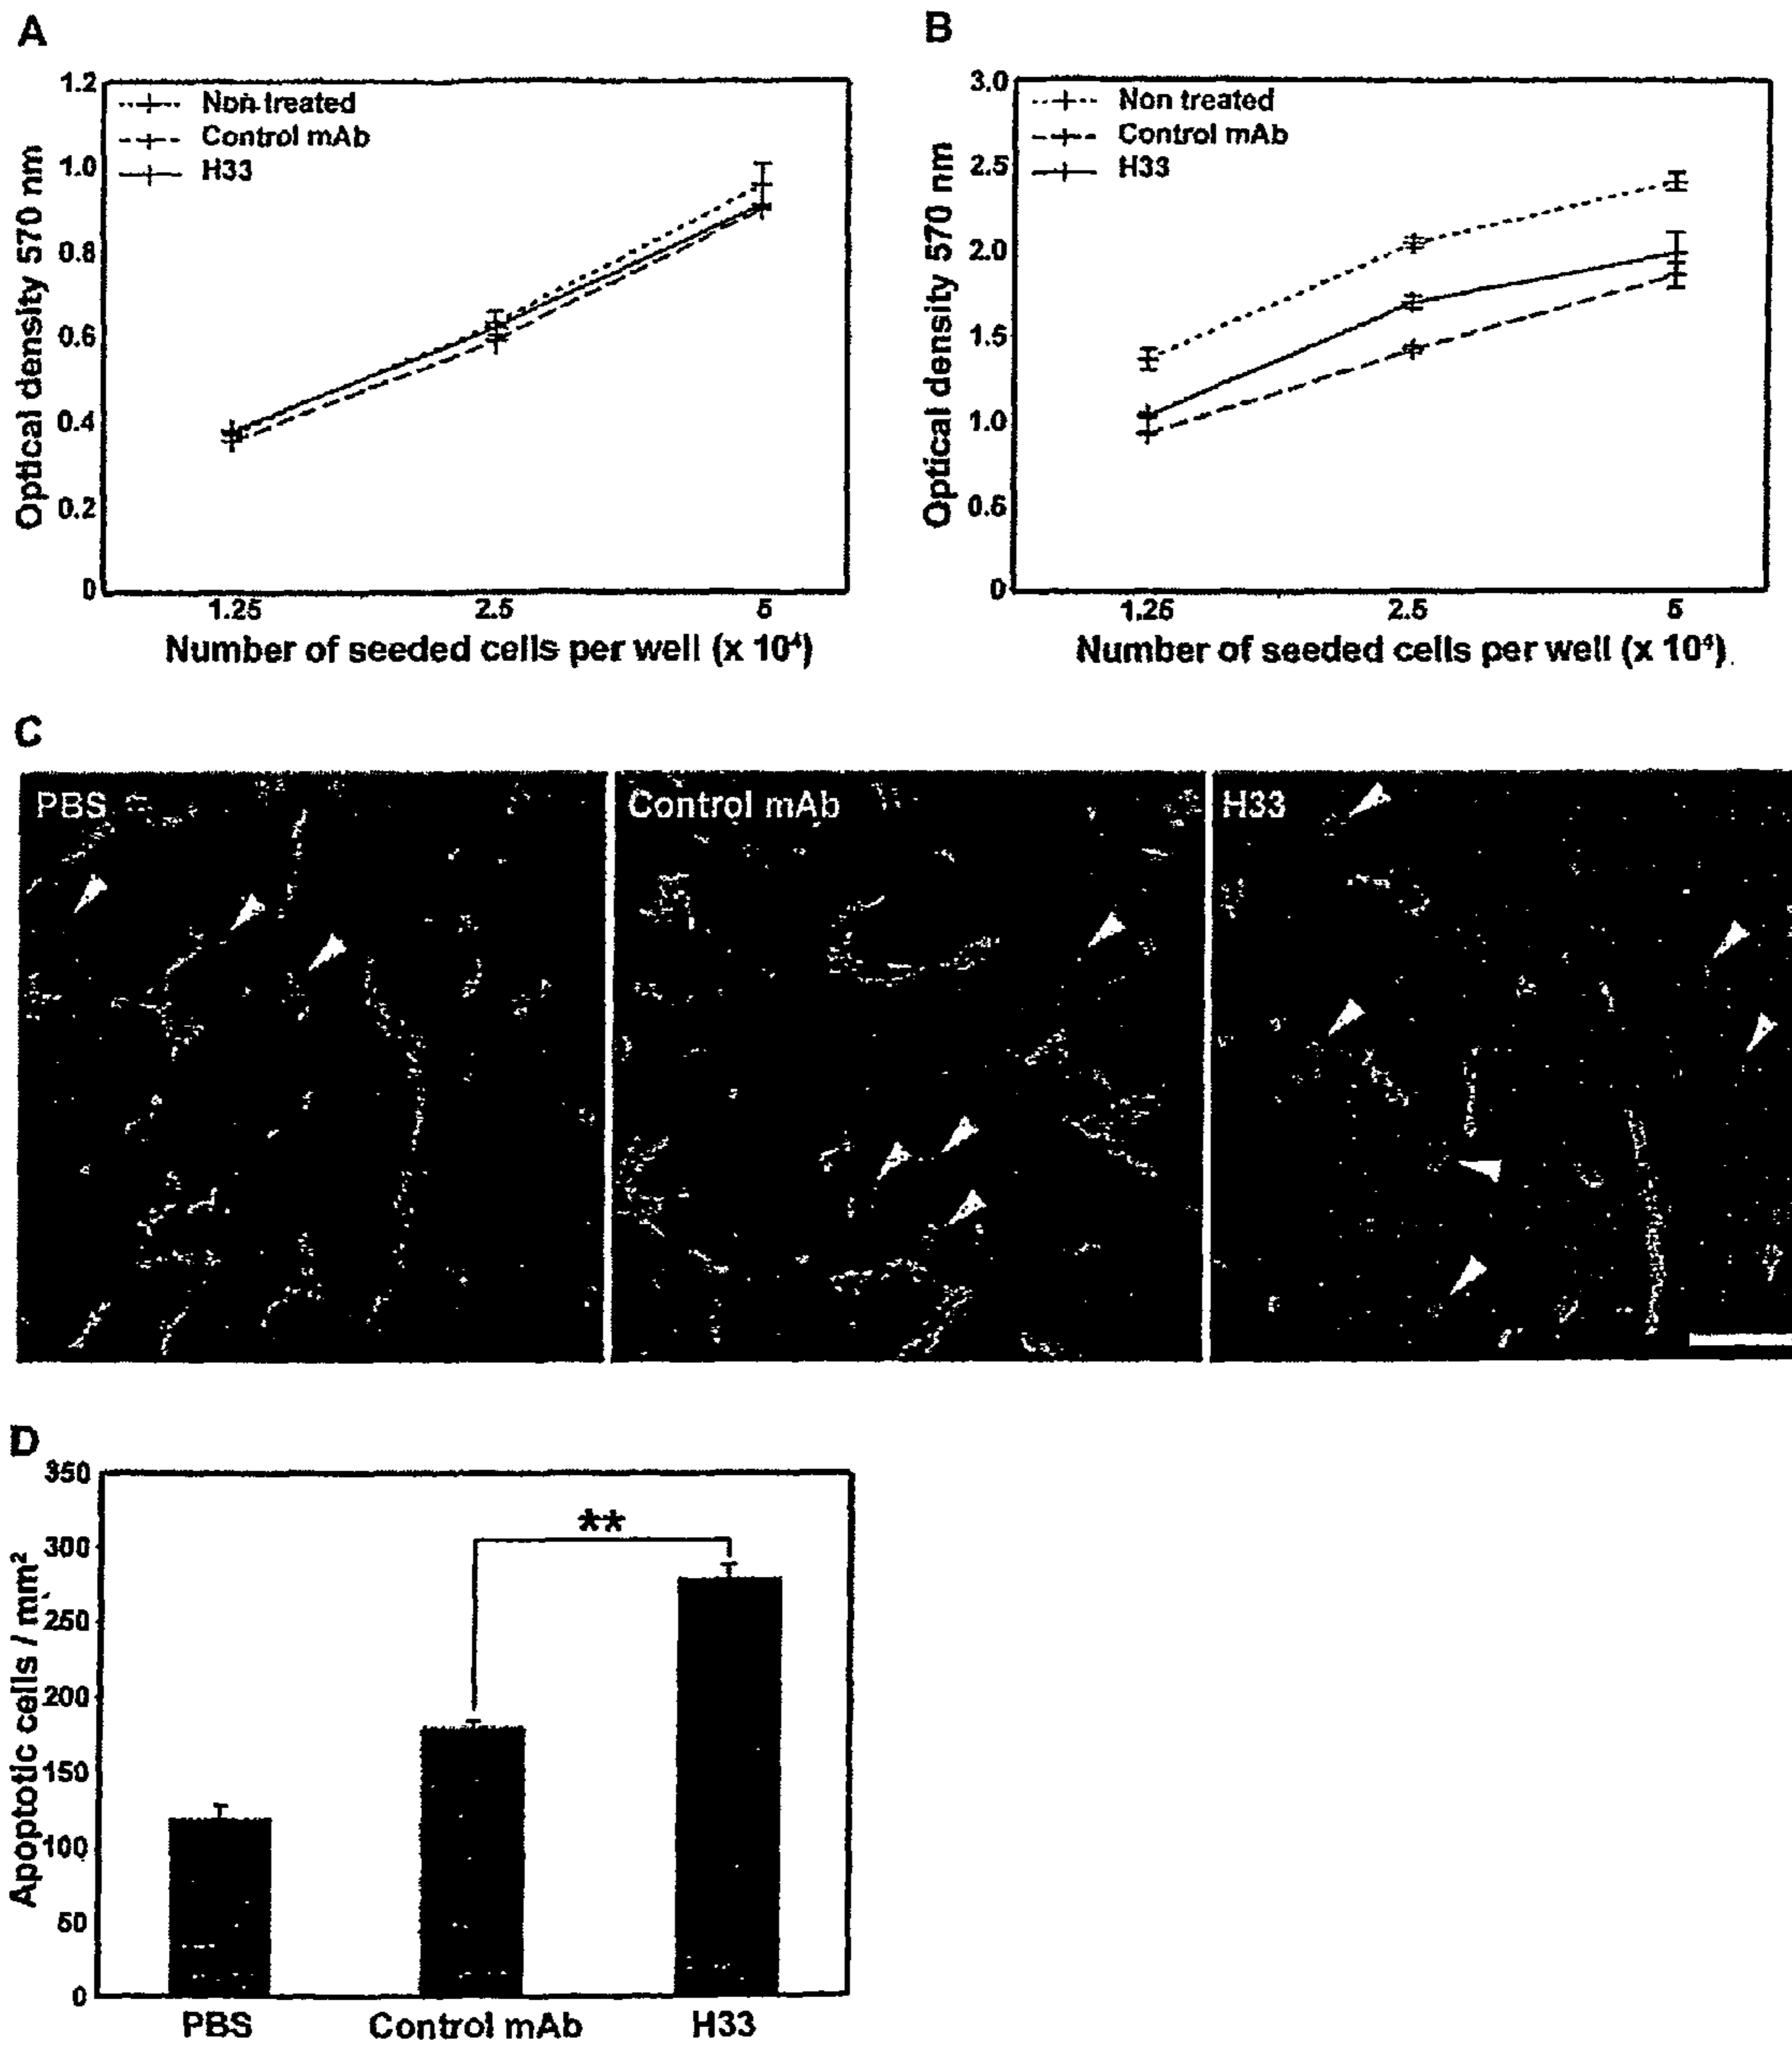 A
Optical density 570 nm
1.2
1.0
0.8
0.6
0.4
0.2
0
Non treated
Control mAb
H33
1.25
2.5
5
Number of seeded cells per well (x 10⁴)
B
Optical density 570 nm
3.0
2.5
2.0
1.5
1.0
0.5
0
Non treated
Control mAb
H33
1.25
2.5
5
Number of seeded cells per well (x 10⁴)
C
PBS
Control mAb
H33
D
Apoptotic cells / mm²
350
300
250
200
150
100
50
0
**
PBS
Control mAb
H33